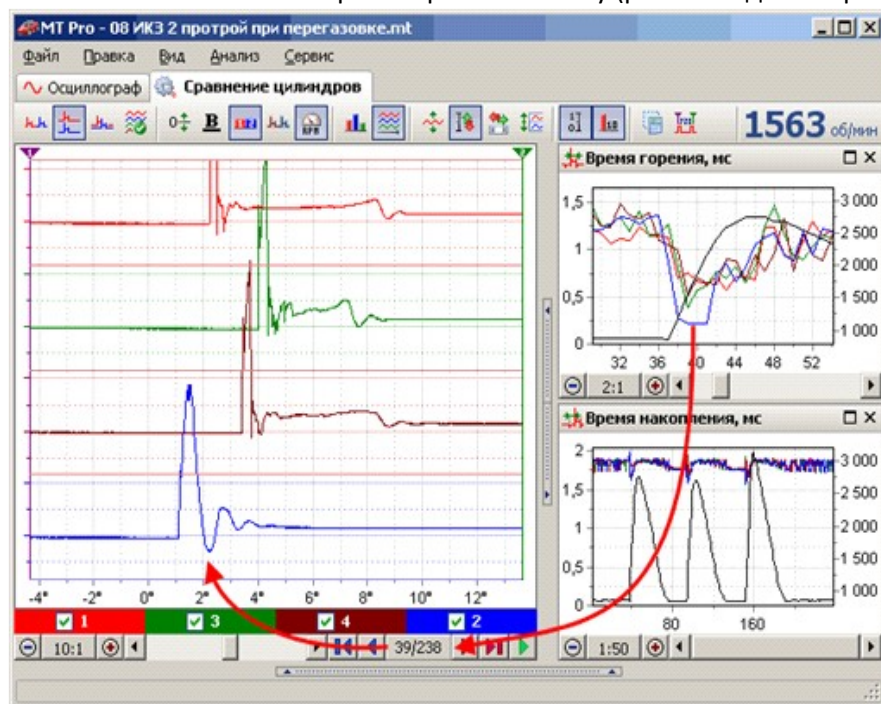 MT Pro - 08 ИКЗ 2 протрой при перегазовке.mt
Файл Правка Вид Анализ Сервис
Осциллограф Сравнение цилиндров
1563 об/мин
Время горения, мс
1,5
1
0,5
0
3 000
2 500
2 000
1 500
1 000
32 36 40 44 48 52
2:1
Время накопления, мс
2
1,5
1
0,5
0
3 000
2 500
2 000
1 500
1 000
80 160
1:50
-4° -2° 0° 2° 4° 6° 8° 10° 12°
1 3 4 2
10:1 39/238